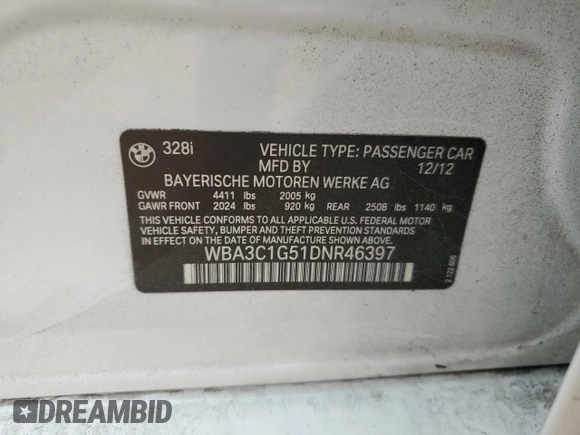 328i VEHICLE TYPE: PASSENGER CAR
MFD BY 12/12
BAYERISCHE MOTOREN WERKE AG
GVWR 4411 lbs 2005 kg
GAWR FRONT 2024 lbs 920 kg REAR 2508 lbs 1140 kg
THIS VEHICLE CONFORMS TO ALL APPLICABLE U.S. FEDERAL MOTOR
VEHICLE SAFETY, BUMPER AND THEFT PREVENTION STANDARDS
IN EFFECT ON THE DATE OF MANUFACTURE SHOWN ABOVE.
WBA3C1G51DNR46397
DREAMBID